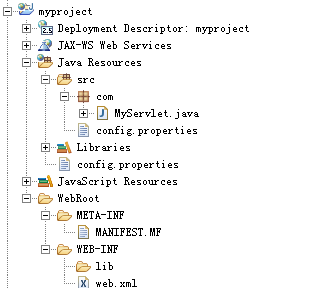 myproject
Deployment Descriptor: myproject
JAX-WS Web Services
Java Resources
src
com
MyServlet.java
config.properties
Libraries
config.properties
JavaScript Resources
WebRoot
META-INF
MANIFEST.MF
WEB-INF
lib
web.xml